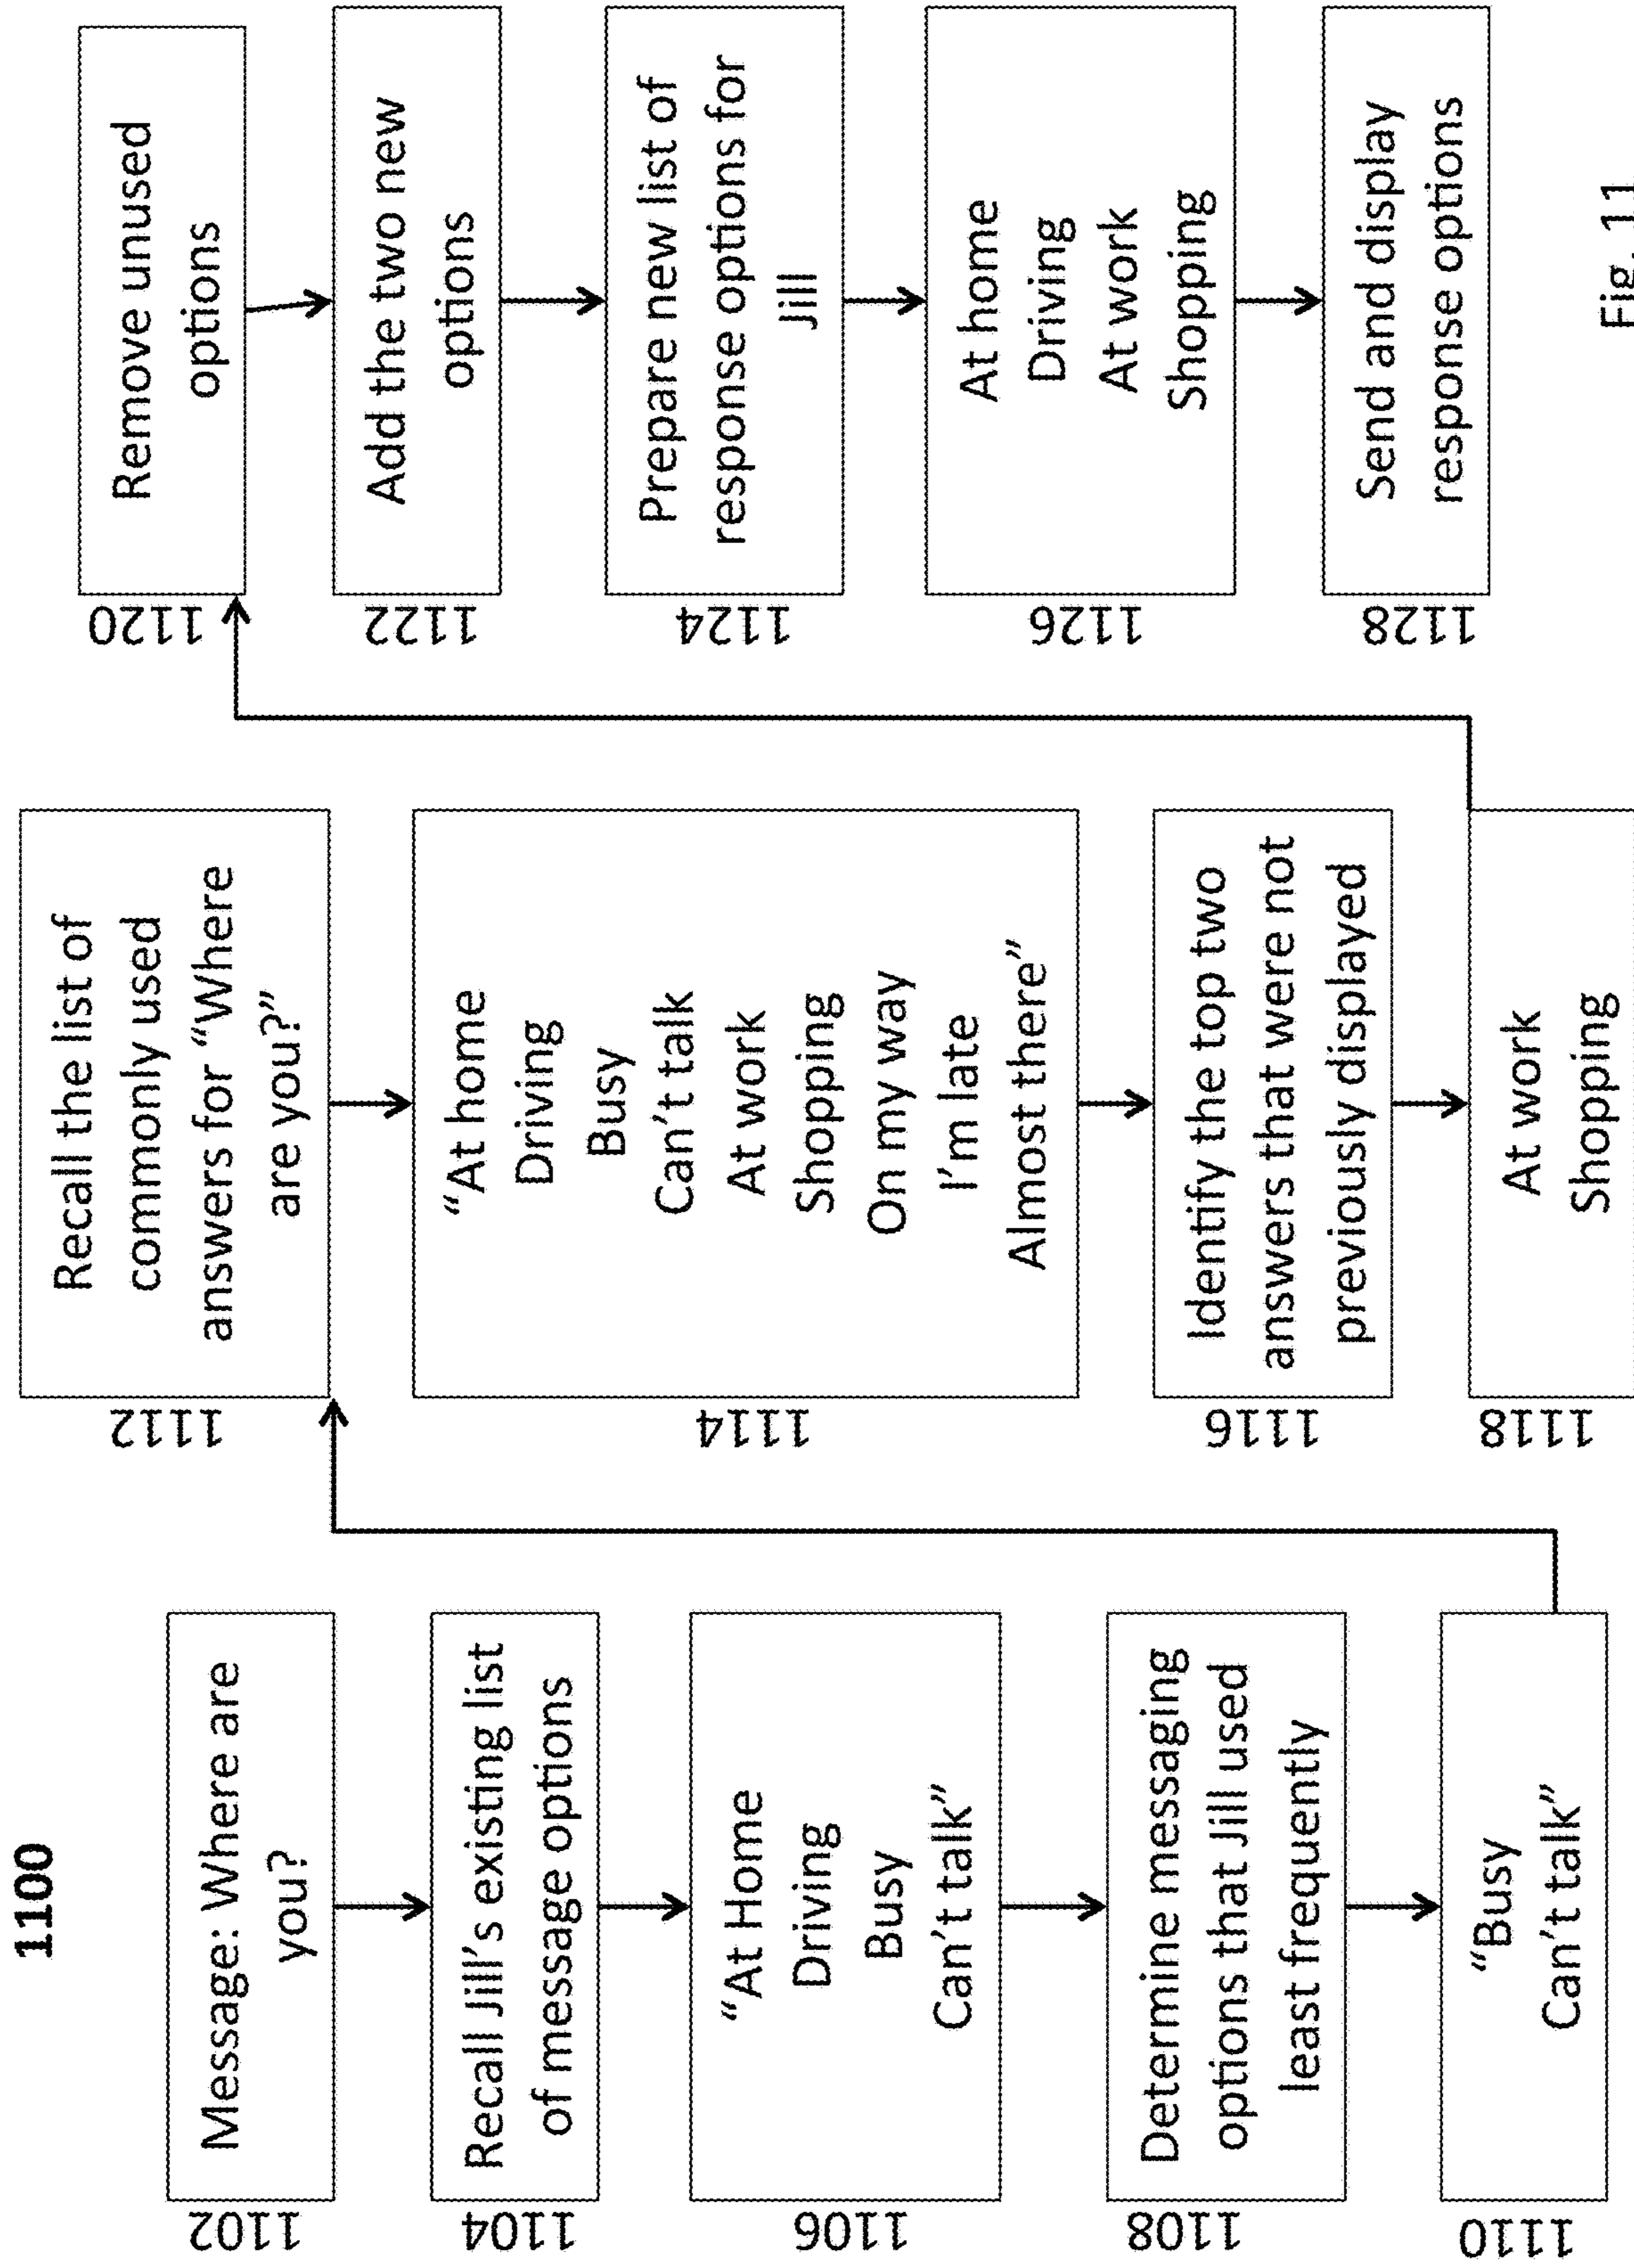 1100
1102
Message: Where are
you?
1104
Recall Jill's existing list
of message options
1106
“At Home
Driving
Busy
Can't talk”
1108
Determine messaging
options that Jill used
least frequently
1110
“Busy
Can't talk”
1112
Recall the list of
commonly used
answers for “Where
are you?”
1114
“At home
Driving
Busy
Can't talk
At work
Shopping
On my way
I'm late
Almost there”
1116
Identify the top two
answers that were not
previously displayed
1118
At work
Shopping
1120
Remove unused
options
1122
Add the two new
options
1124
Prepare new list of
response options for
Jill
1126
At home
Driving
At work
Shopping
1128
Send and display
response options
Fig. 11